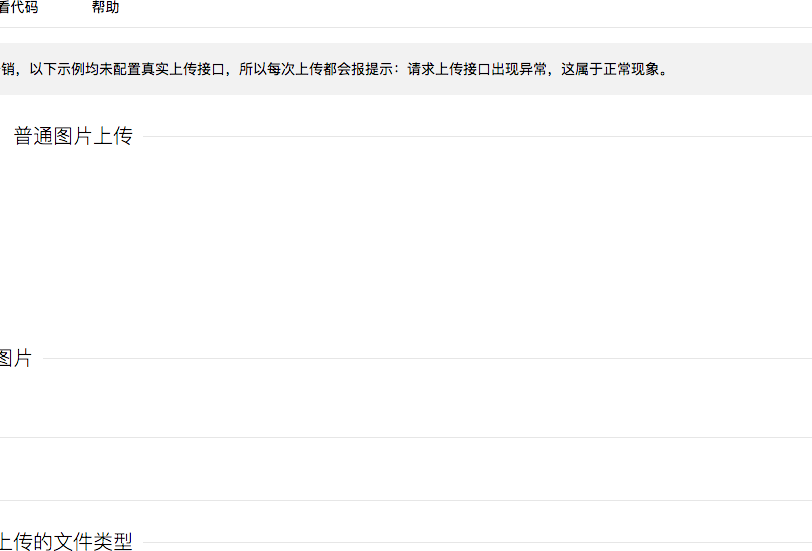 看代码 帮助
销，以下示例均未配置真实上传接口，所以每次上传都会报提示：请求上传接口出现异常，这属于正常现象。
普通图片上传
图片
上传的文件类型